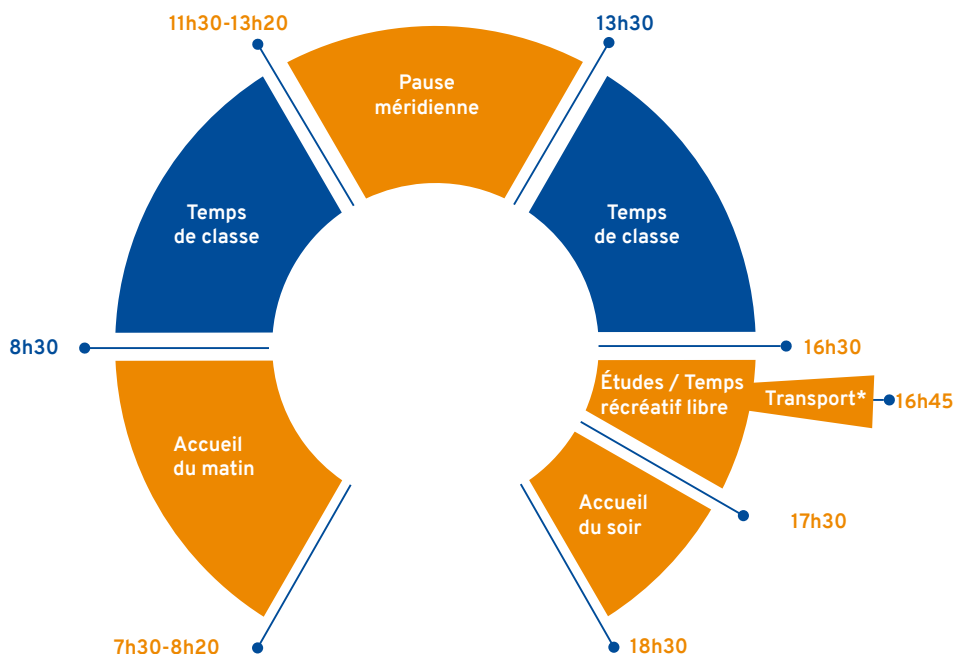 11h30-13h20
13h30
Pause
méridienne
Temps
de classe
Temps
de classe
8h30
16h30
Études / Temps
récréatif libre
Transport*
16h45
Accueil
du matin
Accueil
du soir
17h30
7h30-8h20
18h30